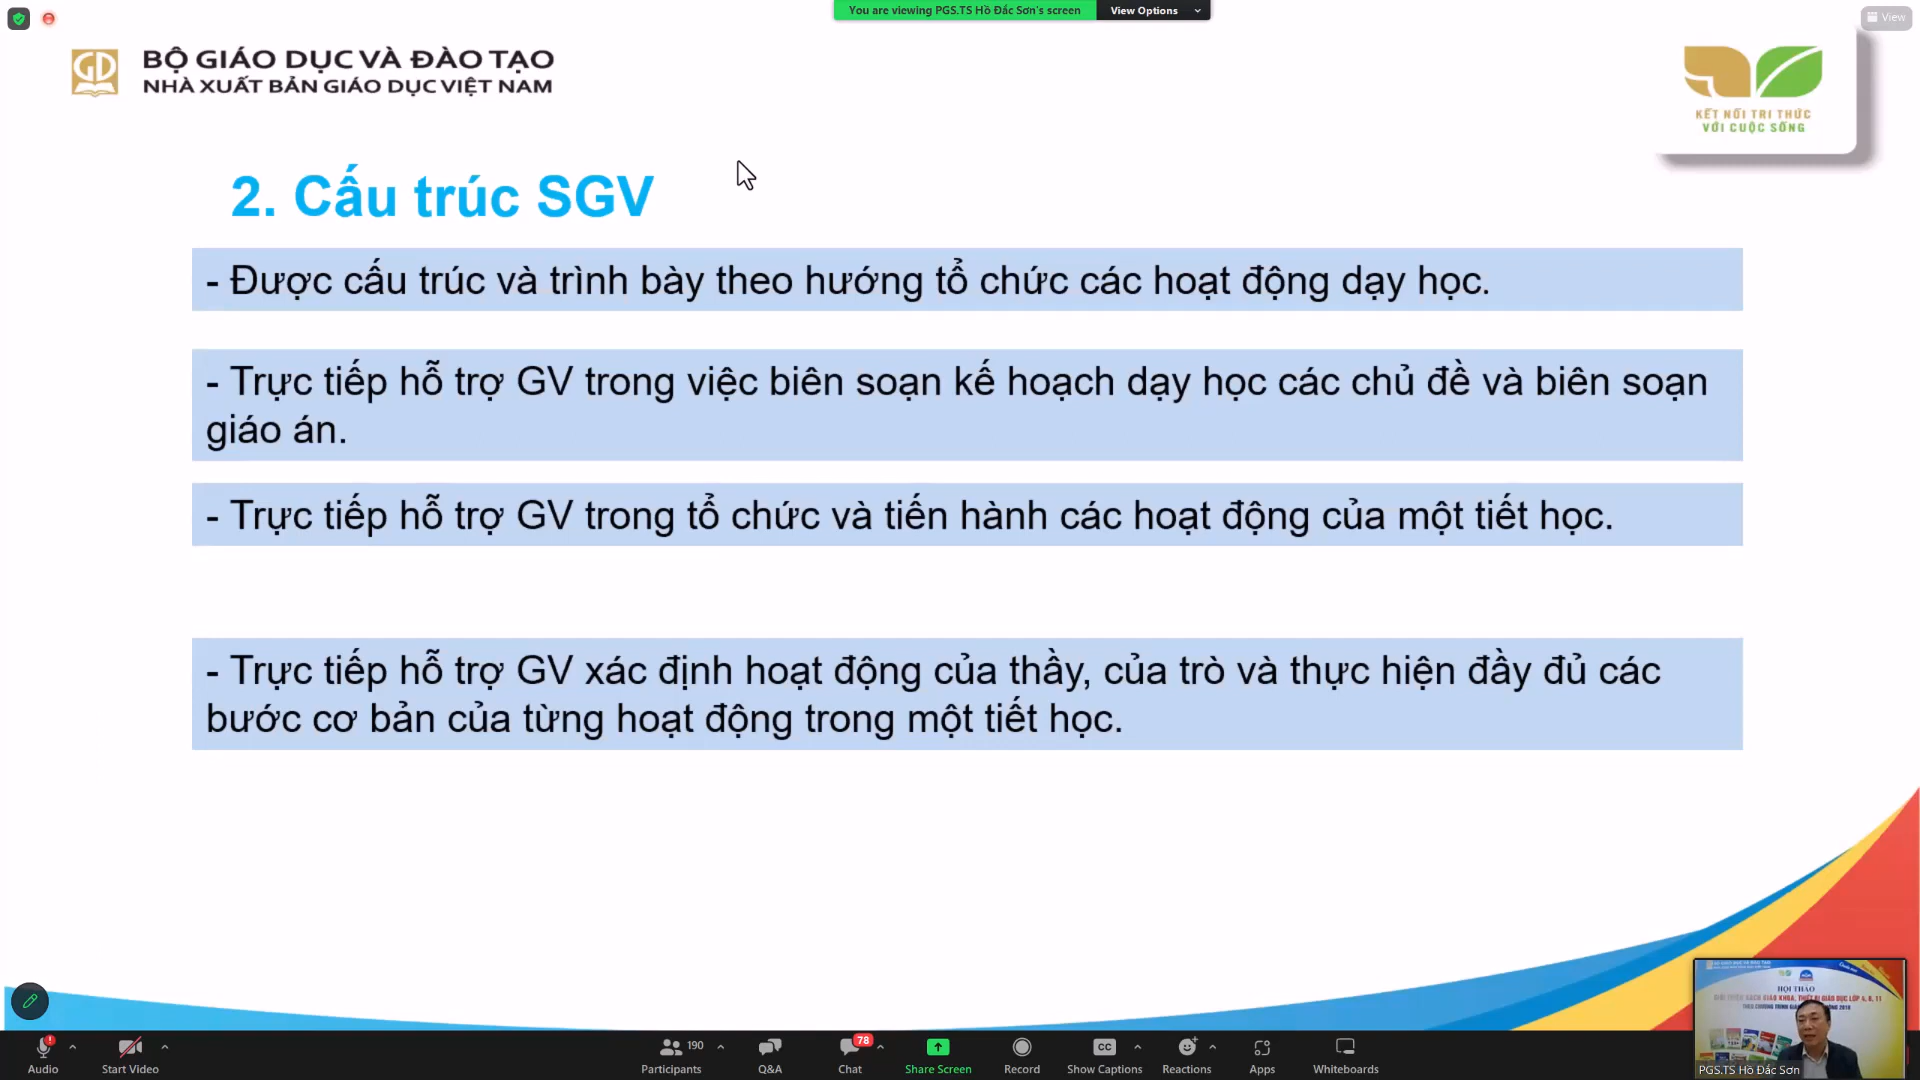 You are viewing PGS.TS Hồ Đắc Sơn's screen
View Options
View
GD
BỘ GIÁO DỤC VÀ ĐÀO TẠO
NHÀ XUẤT BẢN GIÁO DỤC VIỆT NAM
KẾT NỐI TRI THỨC
VỚI CUỘC SỐNG
2. Cấu trúc SGV
- Được cấu trúc và trình bày theo hướng tổ chức các hoạt động dạy học.
- Trực tiếp hỗ trợ GV trong việc biên soạn kế hoạch dạy học các chủ đề và biên soạn
giáo án.
- Trực tiếp hỗ trợ GV trong tổ chức và tiến hành các hoạt động của một tiết học.
- Trực tiếp hỗ trợ GV xác định hoạt động của thầy, của trò và thực hiện đầy đủ các
bước cơ bản của từng hoạt động trong một tiết học.
HỘI THẢO
PGS.TS Hồ Đắc Sơn
Audio
Start Video
Participants
190
Q&A
Chat
78
Share Screen
Record
CC
Show Captions
Reactions
Apps
Whiteboards